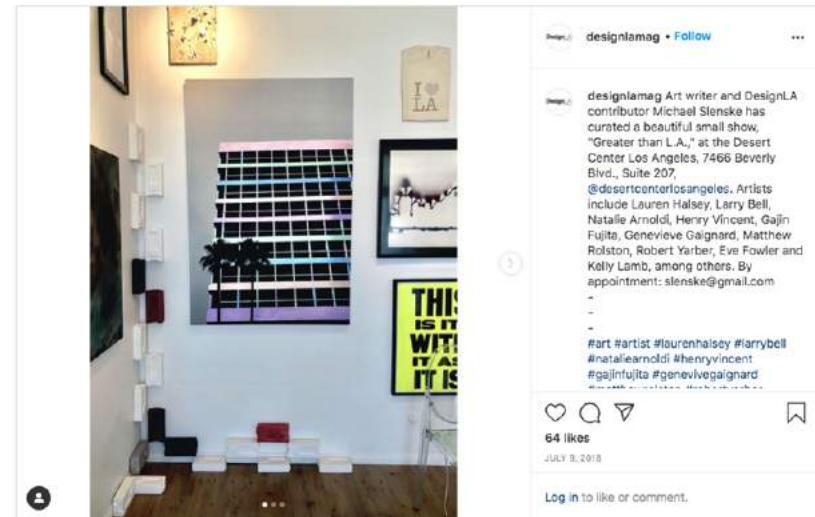 I ♥
LA
THIS
IS IT
WITH
IT AS
IT IS
designlamag • Follow
designlamag Art writer and DesignLA
contributor Michael Slenske has
curated a beautiful small show,
"Greater than L.A.," at the Desert
Center Los Angeles, 7466 Beverly
Blvd., Suite 207,
@desertcenterlosangeles. Artists
include Lauren Halsey, Larry Bell,
Natalie Arnoldi, Henry Vincent, Gajin
Fujita, Genevieve Gaignard, Matthew
Rolston, Robert Yarber, Eve Fowler and
Kelly Lamb, among others. By
appointment: slenske@gmail.com
-
-
-
#art #artist #laurenhalsey #larrybell
#nataliearnoldi #henryvincent
#gajinfujita #genevivegaignard
64 likes
JULY 9, 2018
Log in to like or comment.